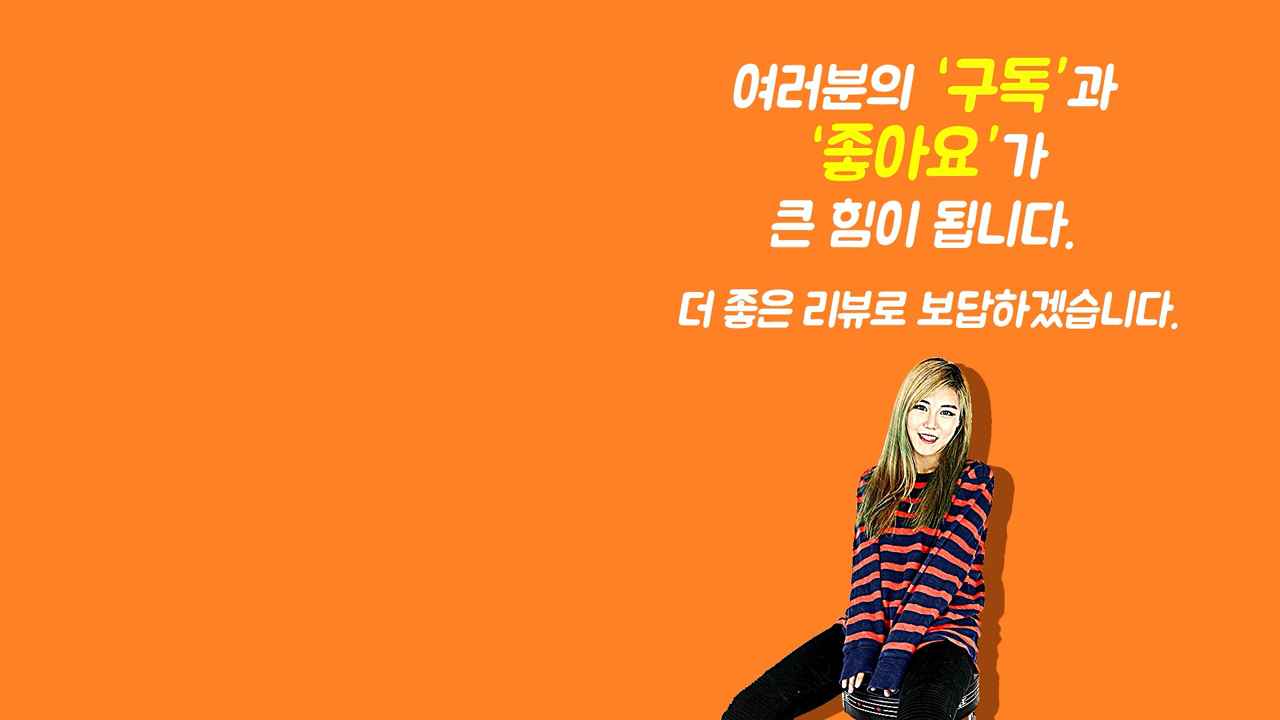 여러분의 '구독'과
'좋아요'가
큰 힘이 됩니다.
더 좋은 리뷰로 보답하겠습니다.